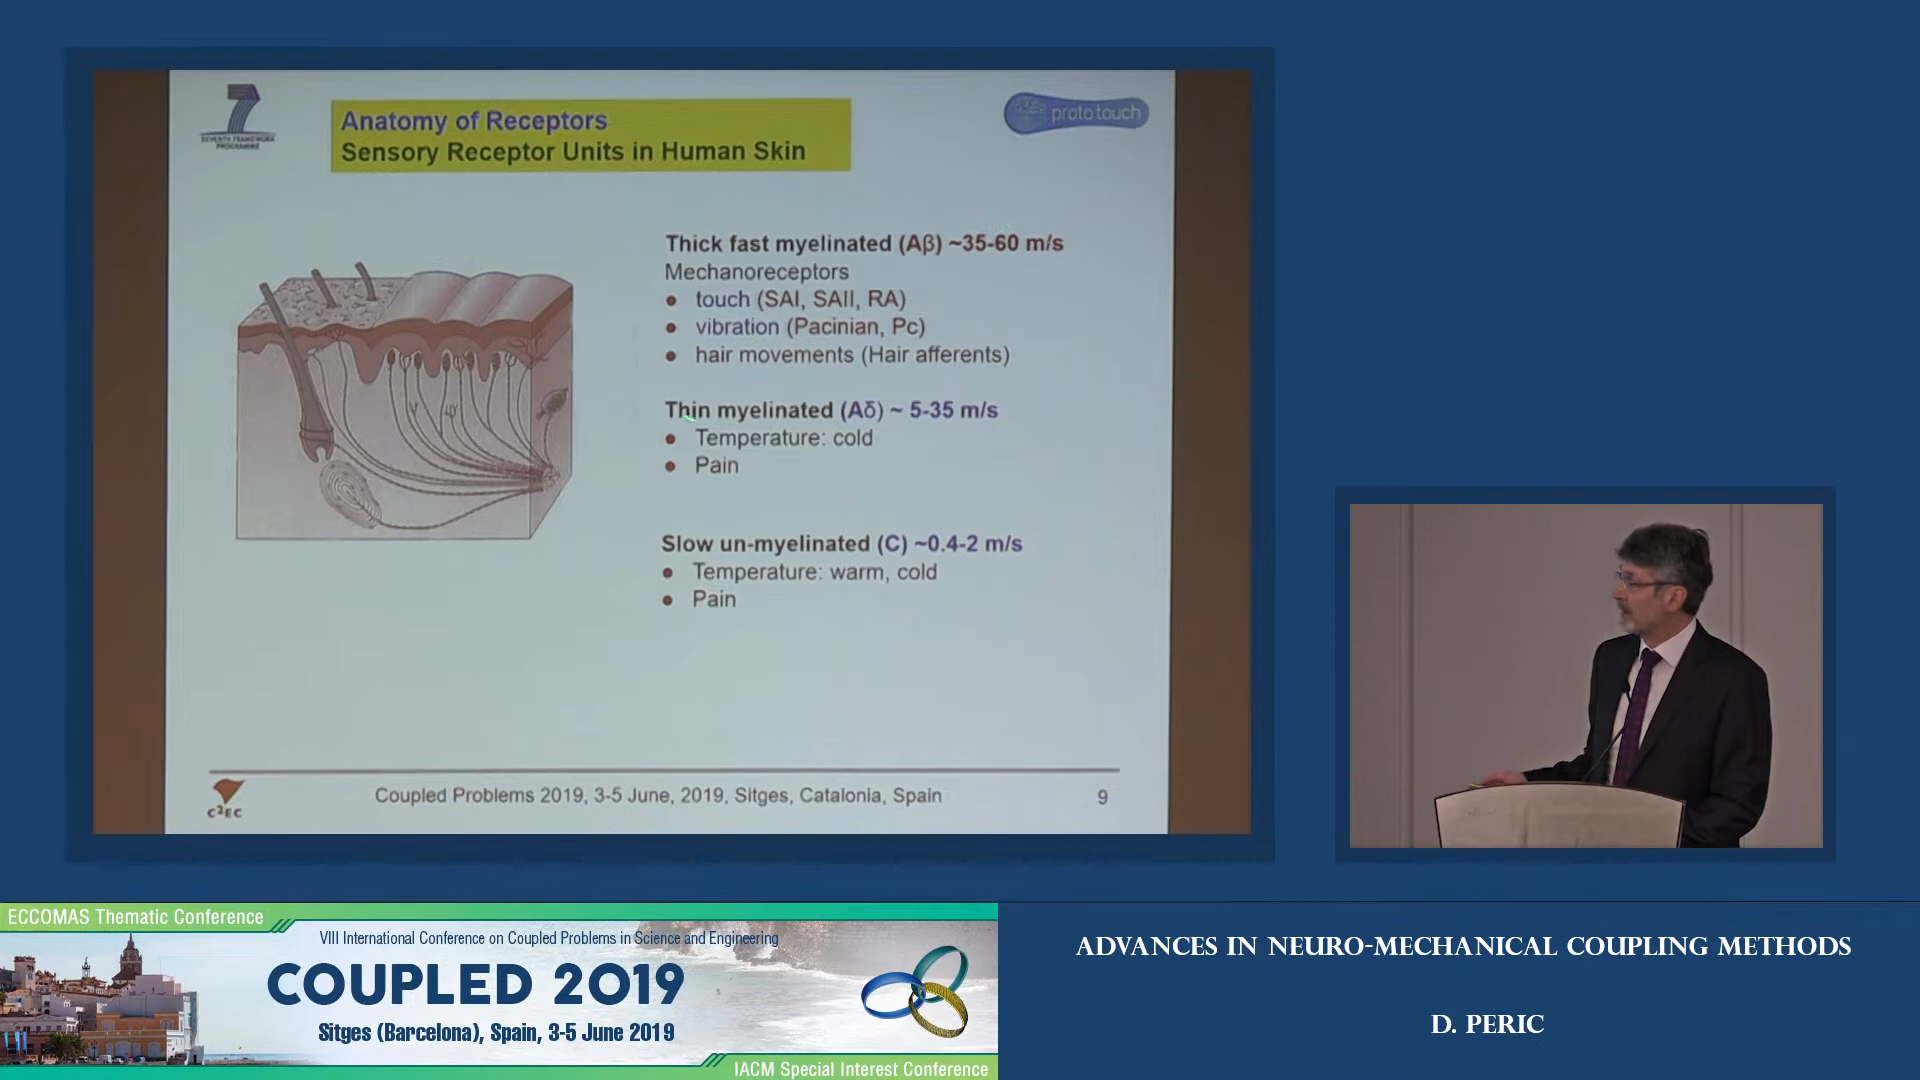 SEVENTH FRAMEWORK
PROGRAMME
Anatomy of Receptors
Sensory Receptor Units in Human Skin
proto touch
Thick fast myelinated (Aβ) ~35-60 m/s
Mechanoreceptors
• touch (SAI, SAII, RA)
• vibration (Pacinian, Pc)
• hair movements (Hair afferents)
Thin myelinated (Aδ) ~ 5-35 m/s
• Temperature: cold
• Pain
Slow un-myelinated (C) ~0.4-2 m/s
• Temperature: warm, cold
• Pain
C²EC
Coupled Problems 2019, 3-5 June, 2019, Sitges, Catalonia, Spain
9
ECCOMAS Thematic Conference
VIII International Conference on Coupled Problems in Science and Engineering
COUPLED 2019
Sitges (Barcelona), Spain, 3-5 June 2019
IACM Special Interest Conference
ADVANCES IN NEURO-MECHANICAL COUPLING METHODS
D. PERIC